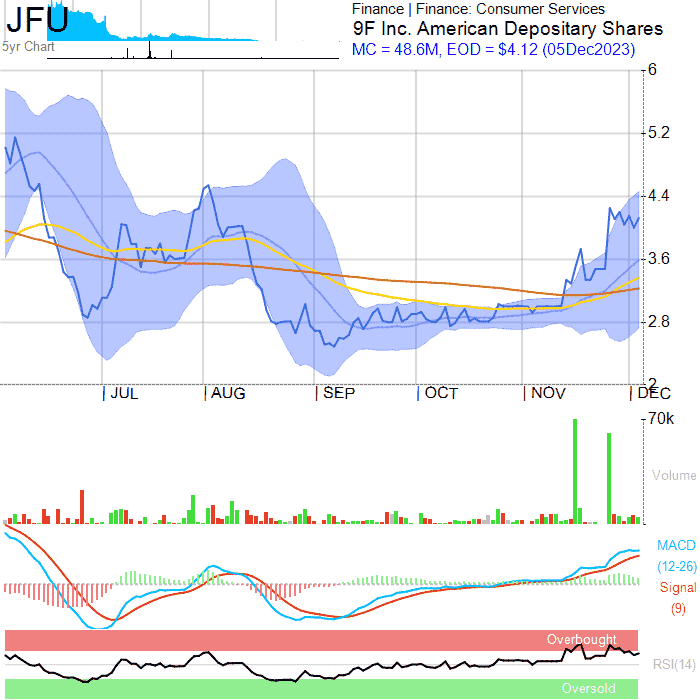 JFU
5yr Chart
Finance | Finance: Consumer Services
9F Inc. American Depositary Shares
MC = 48.6M, EOD = $4.12 (05Dec2023)
6
5.2
4.4
3.6
2.8
2
JUL AUG SEP OCT NOV DEC
70k
Volume
MACD
(12-26)
Signal
(9)
Overbought
RSI(14)
Oversold